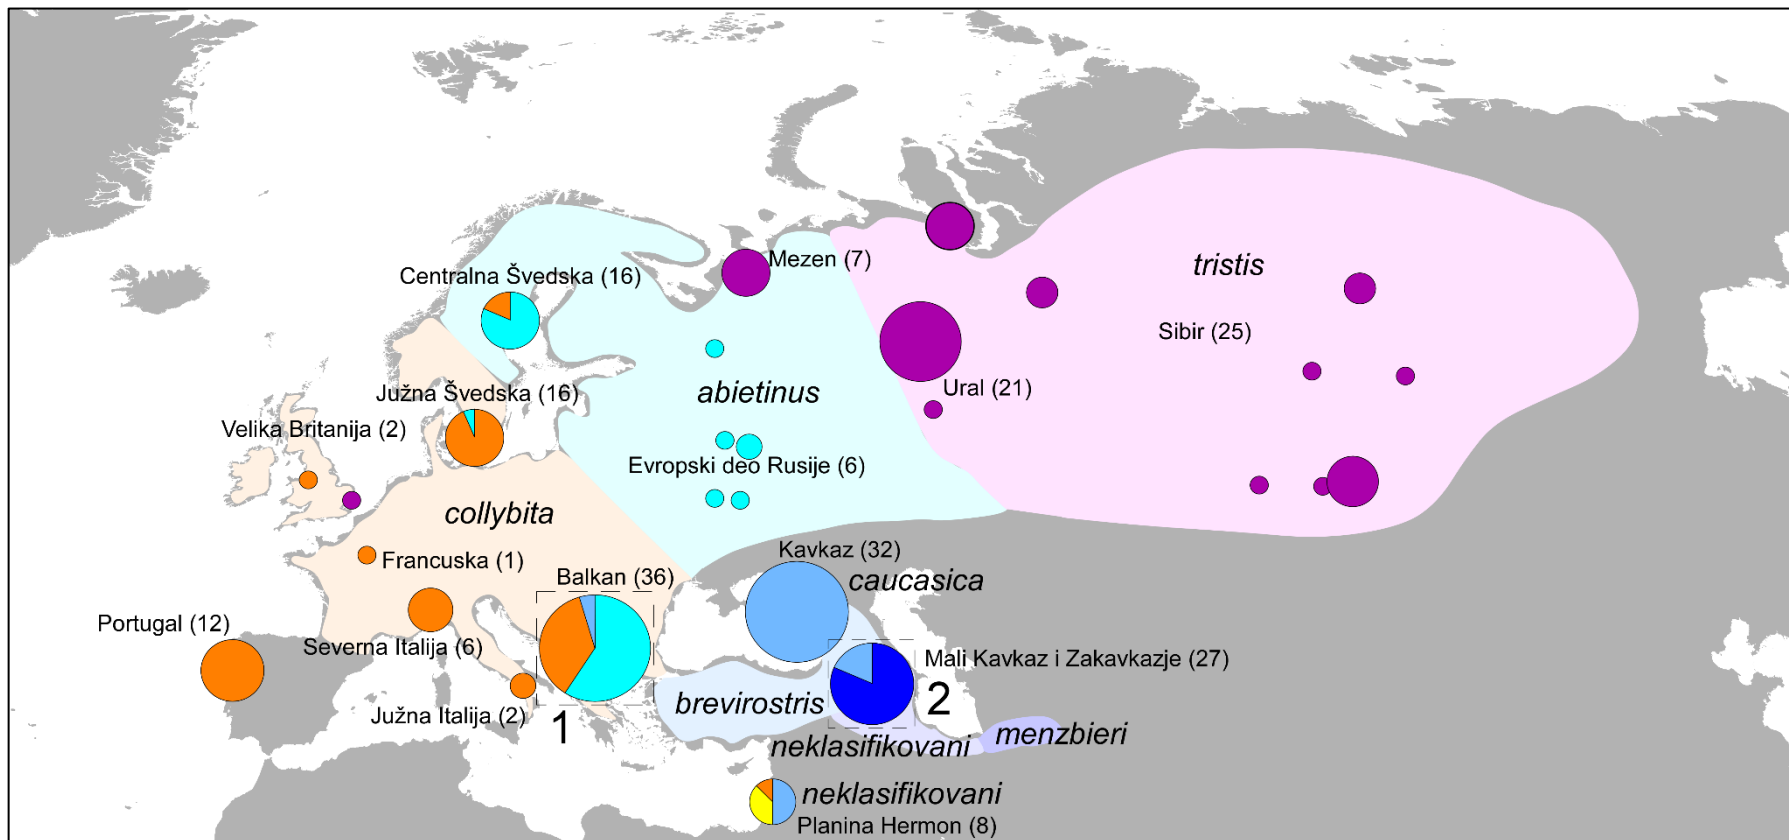 Mezen (7)
tristis
Centralna Švedska (16)
Sibir (25)
Južna Švedska (16)
abietinus
Ural (21)
Velika Britanija (2)
Evropski deo Rusije (6)
collybita
Kavkaz (32)
Francuska (1)
Balkan (36)
caucasica
Portugal (12)
Severna Italija (6)
Mali Kavkaz i Zakavkazje (27)
brevirostris
2
Južna Italija (2)
1
menzbieri
neklasifikovani
neklasifikovani
Planina Hermon (8)